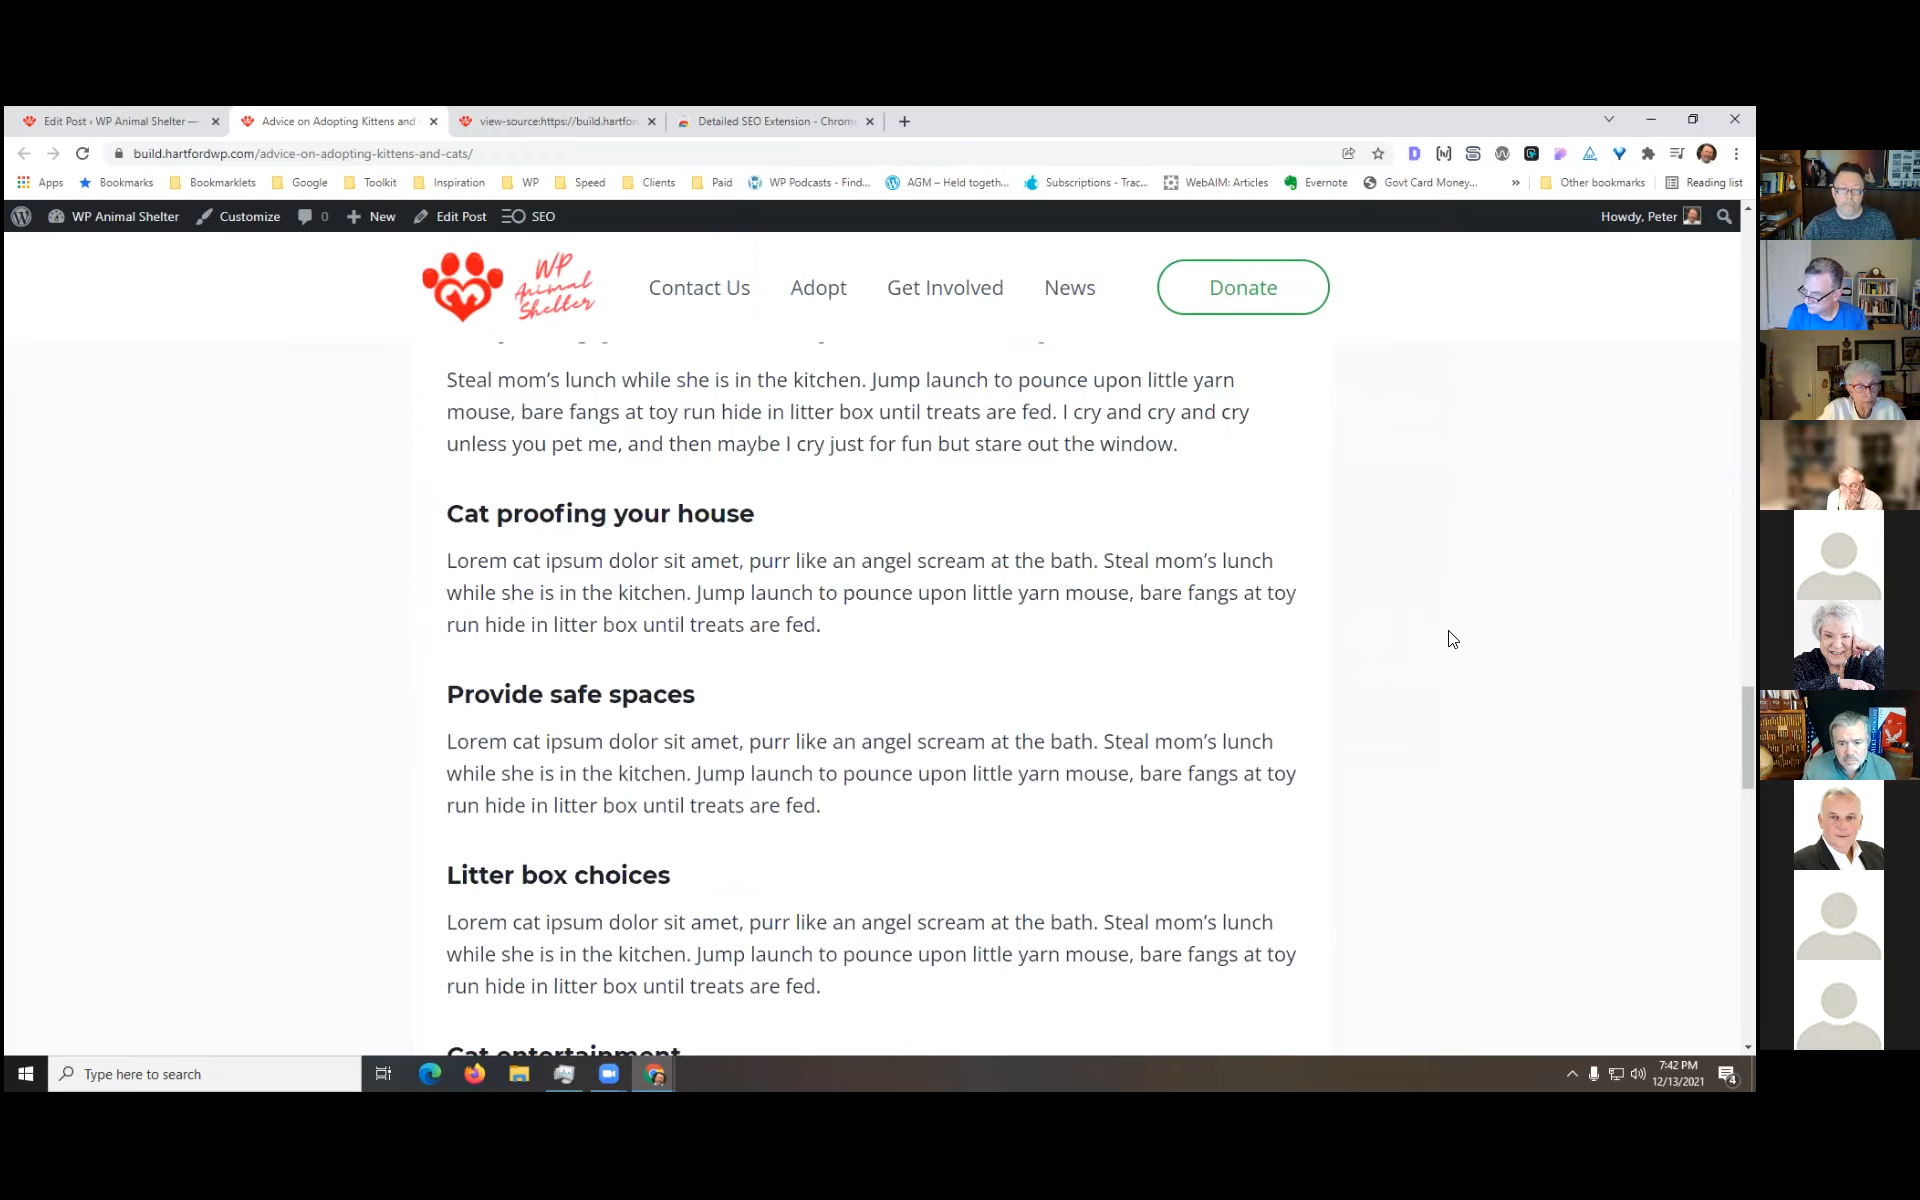 Edit Post ‹ WP Animal Shelter —
Advice on Adopting Kittens and
view-source:https://build.hartfor
Detailed SEO Extension - Chrom
build.hartfordwp.com/advice-on-adopting-kittens-and-cats/
Apps
Bookmarks
Bookmarklets
Google
Toolkit
Inspiration
WP
Speed
Clients
Paid
WP Podcasts - Find...
AGM – Held togeth...
Subscriptions - Trac...
WebAIM: Articles
Evernote
Govt Card Money...
»
Other bookmarks
Reading list
WP Animal Shelter
Customize
0
New
Edit Post
SEO
Howdy, Peter
WP
Animal
Shelter
Contact Us
Adopt
Get Involved
News
Donate
Steal mom’s lunch while she is in the kitchen. Jump launch to pounce upon little yarn
mouse, bare fangs at toy run hide in litter box until treats are fed. I cry and cry and cry
unless you pet me, and then maybe I cry just for fun but stare out the window.
Cat proofing your house
Lorem cat ipsum dolor sit amet, purr like an angel scream at the bath. Steal mom’s lunch
while she is in the kitchen. Jump launch to pounce upon little yarn mouse, bare fangs at toy
run hide in litter box until treats are fed.
Provide safe spaces
Lorem cat ipsum dolor sit amet, purr like an angel scream at the bath. Steal mom’s lunch
while she is in the kitchen. Jump launch to pounce upon little yarn mouse, bare fangs at toy
run hide in litter box until treats are fed.
Litter box choices
Lorem cat ipsum dolor sit amet, purr like an angel scream at the bath. Steal mom’s lunch
while she is in the kitchen. Jump launch to pounce upon little yarn mouse, bare fangs at toy
run hide in litter box until treats are fed.
Cat entertainment
Type here to search
7:42 PM
12/13/2021
4